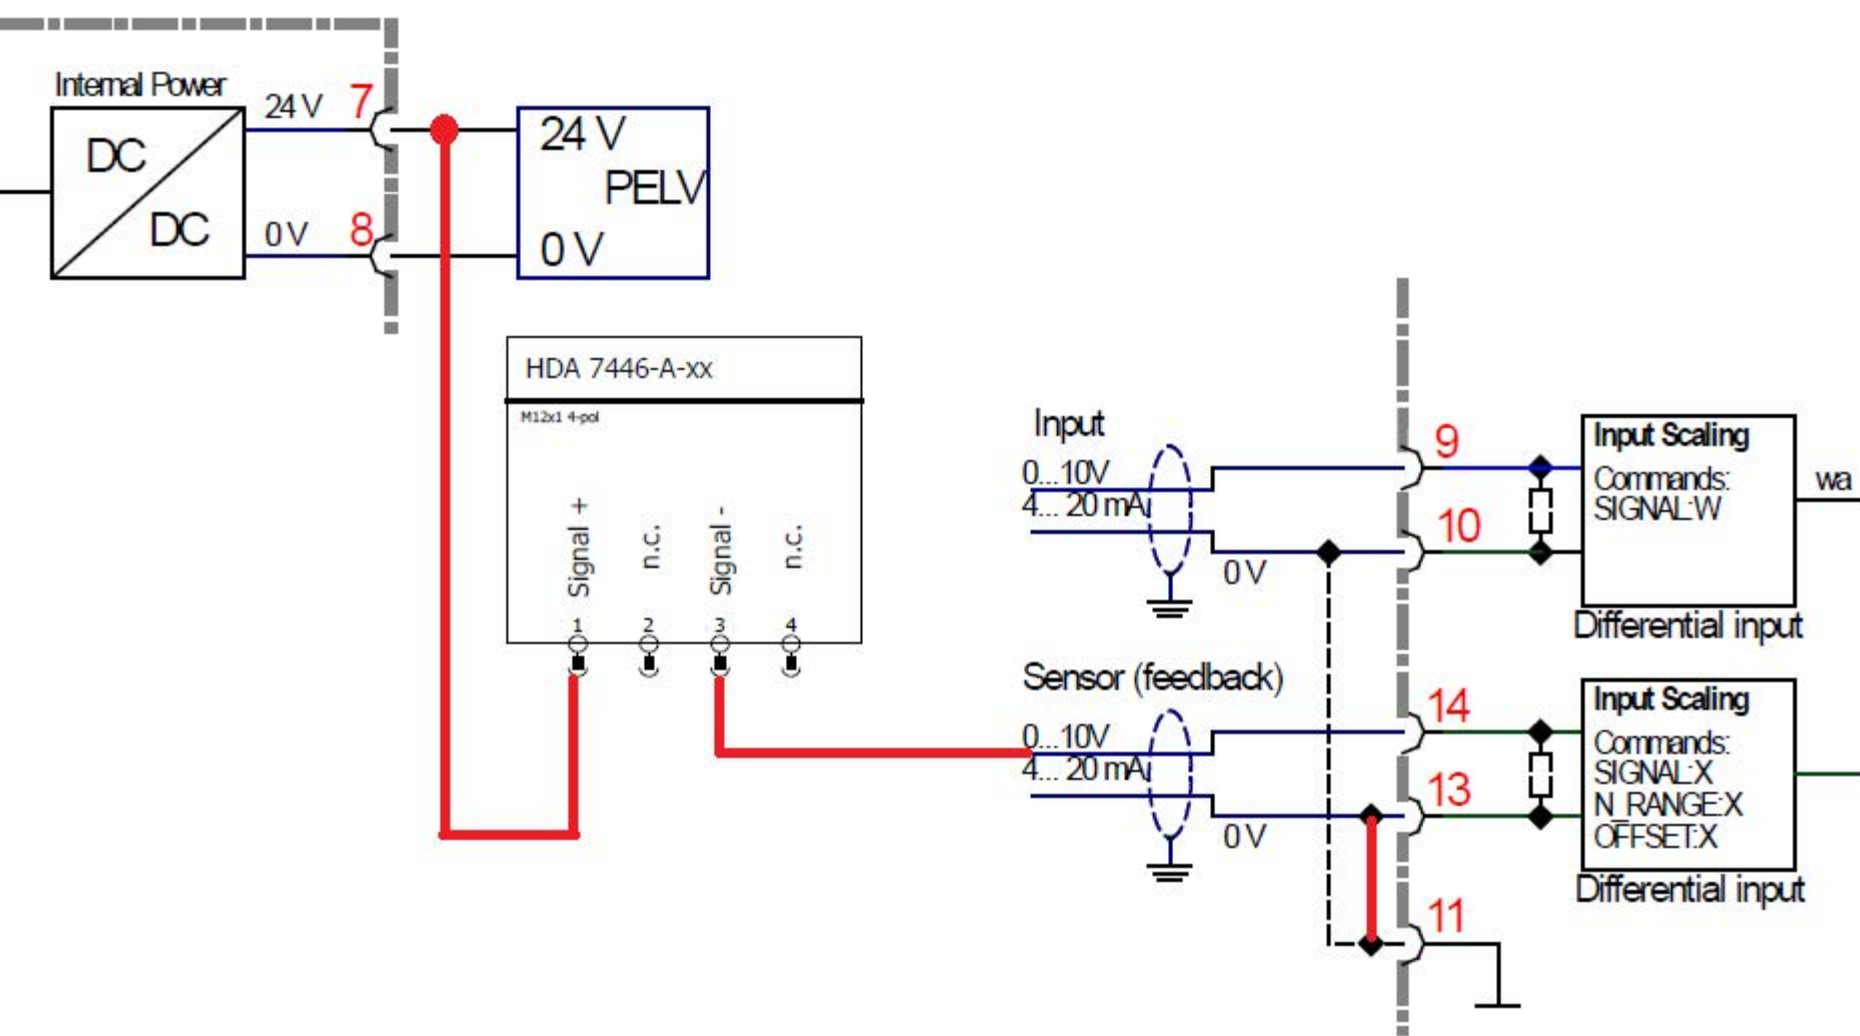 Internal Power
24 V
7
DC
DC
0 V
8
24 V
PELV
0 V
HDA 7446-A-xx
M12x1 4-pol
Signal +
n.c.
Signal -
n.c.
1
2
3
4
Input
0... 10V
4... 20 mA
0 V
9
10
Input Scaling
Commands:
SIGNAL:W
wa
Differential input
Sensor (feedback)
0... 10V
4... 20 mA
0 V
14
13
11
Input Scaling
Commands:
SIGNAL:X
N_RANGE:X
OFFSET:X
Differential input